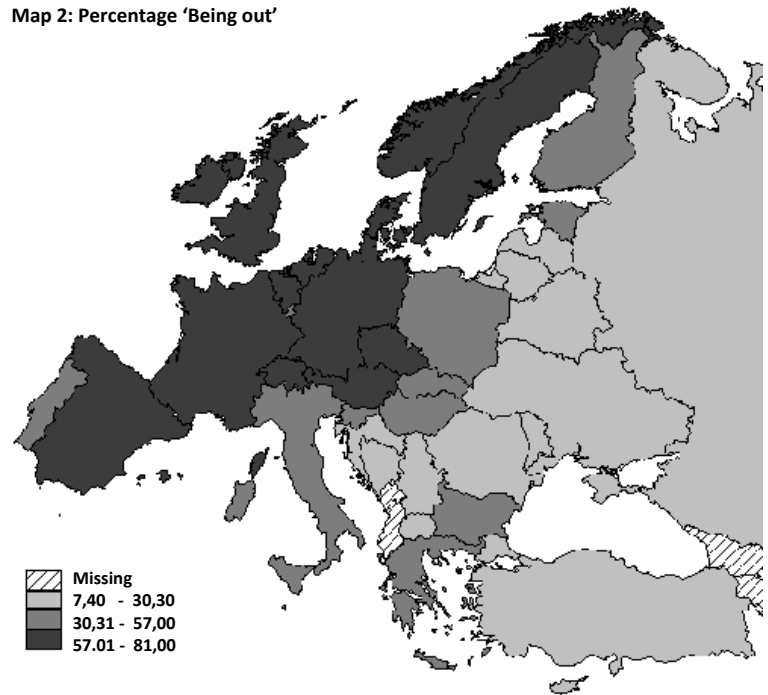 Map 2: Percentage ‘Being out’
Missing
7,40 - 30,30
30,31 - 57,00
57.01 - 81,00